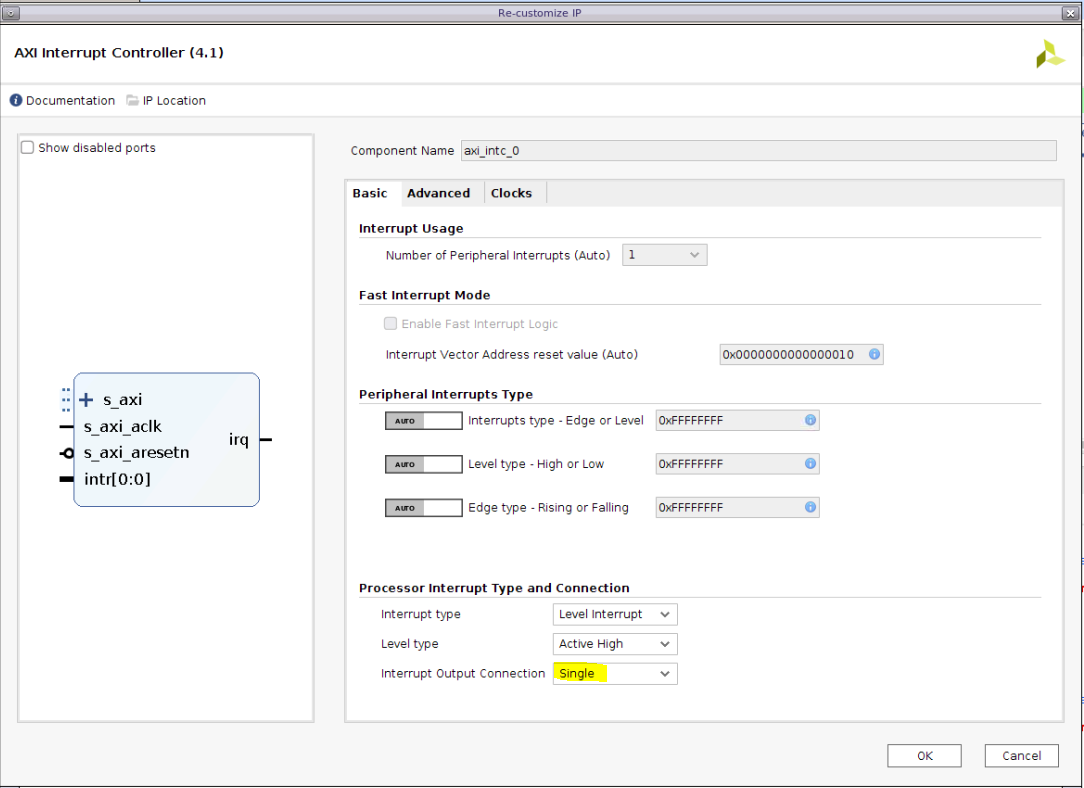 Re-customize IP
AXI Interrupt Controller (4.1)
Documentation IP Location
Show disabled ports
s_axi
s_axi_aclk
s_axi_aresetn
intr[0:0]
irq
Component Name axi_intc_0
Basic Advanced Clocks
Interrupt Usage
Number of Peripheral Interrupts (Auto) 1
Fast Interrupt Mode
Enable Fast Interrupt Logic
Interrupt Vector Address reset value (Auto) 0x0000000000000010
Peripheral Interrupts Type
AUTO Interrupts type - Edge or Level 0xFFFFFFFF
AUTO Level type - High or Low 0xFFFFFFFF
AUTO Edge type - Rising or Falling 0xFFFFFFFF
Processor Interrupt Type and Connection
Interrupt type Level Interrupt
Level type Active High
Interrupt Output Connection Single
OK Cancel